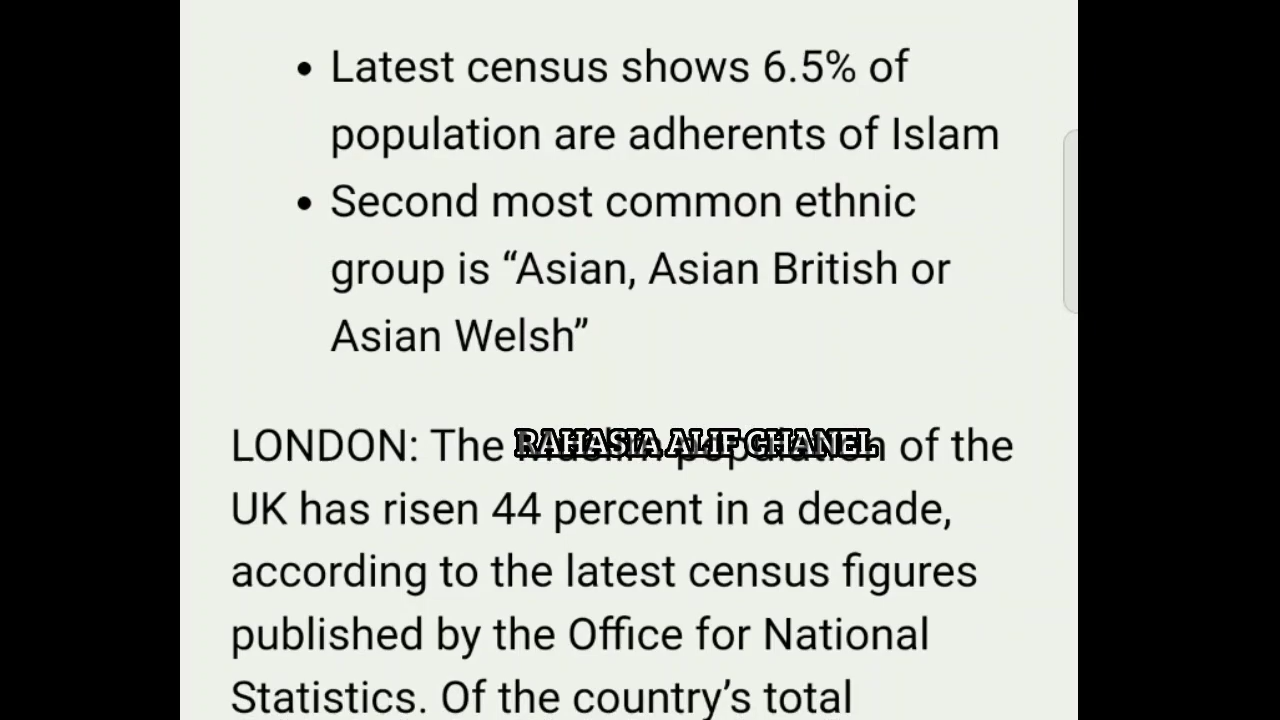 • Latest census shows 6.5% of
population are adherents of Islam
• Second most common ethnic
group is “Asian, Asian British or
Asian Welsh”
LONDON: The Muslim population of the
RAHASIA ALIF CHANEL
UK has risen 44 percent in a decade,
according to the latest census figures
published by the Office for National
Statistics. Of the country’s total